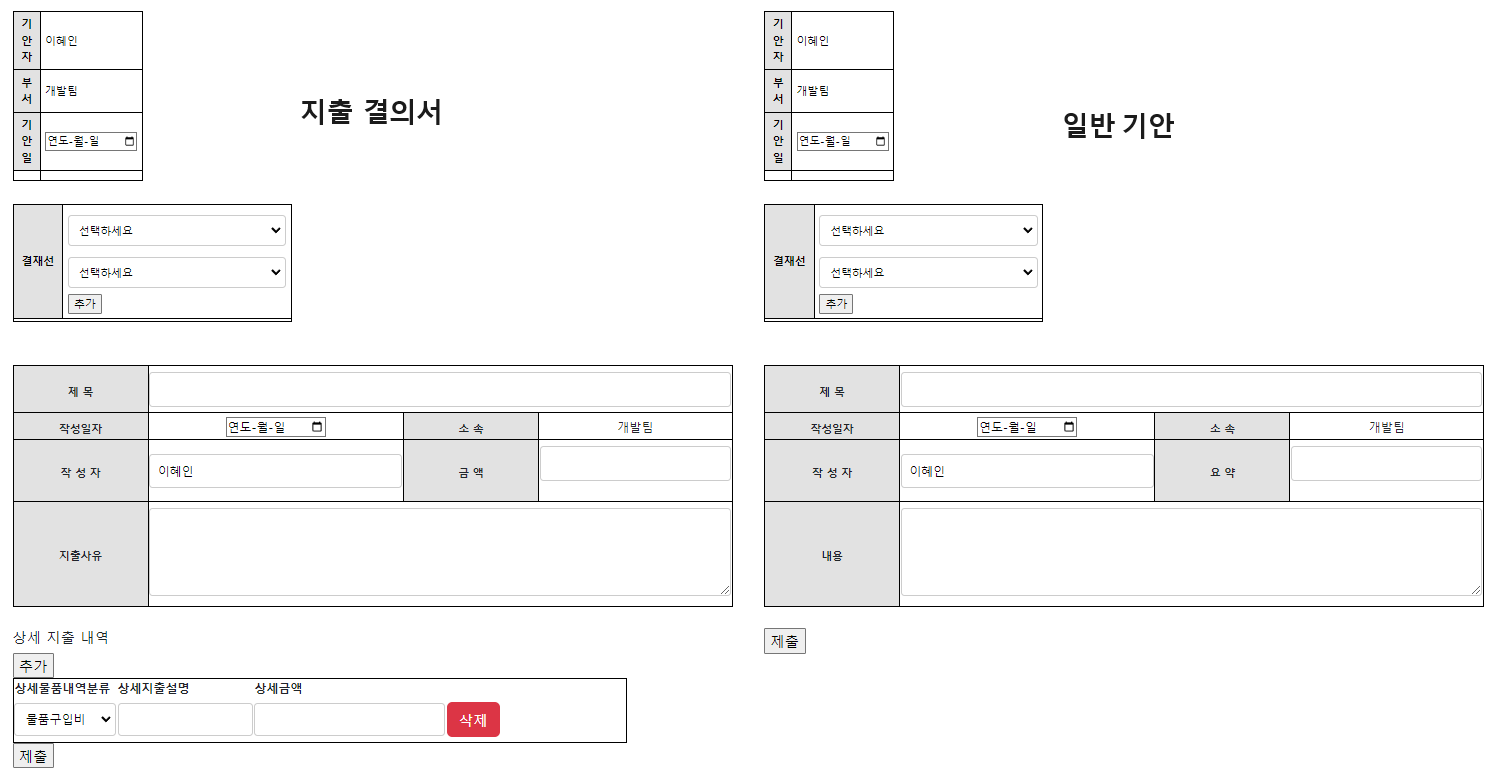 기안자
이혜인
부서
개발팀
기안일
연도-월-일
지출 결의서
결재선
선택하세요
선택하세요
추가
제 목
작성일자
연도-월-일
소 속
개발팀
작 성 자
이혜인
금 액
지출사유
상세 지출 내역
추가
상세물품내역분류 상세지출설명 상세금액
물품구입비
삭제
제출
기안자
이혜인
부서
개발팀
기안일
연도-월-일
일반 기안
결재선
선택하세요
선택하세요
추가
제 목
작성일자
연도-월-일
소 속
개발팀
작 성 자
이혜인
요 약
내용
제출